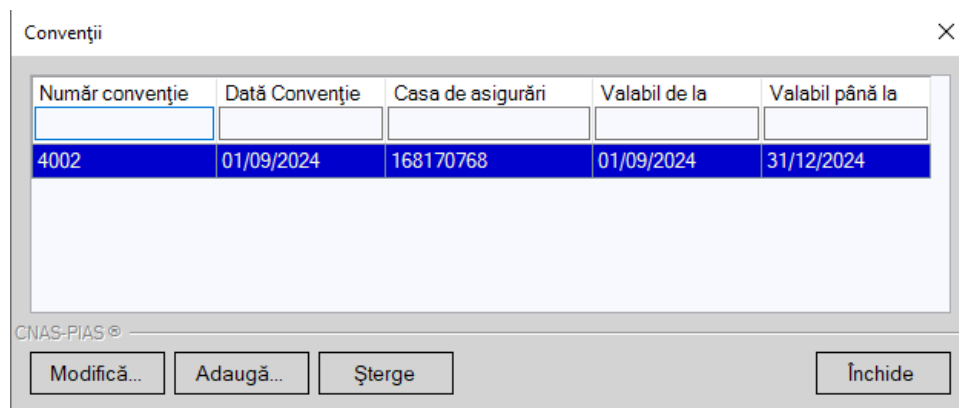 Convenţii
Număr convenţie Dată Convenţie Casa de asigurări Valabil de la Valabil până la
4002 01/09/2024 168170768 01/09/2024 31/12/2024
CNAS-PIAS ®
Modifică... Adaugă... Şterge Închide